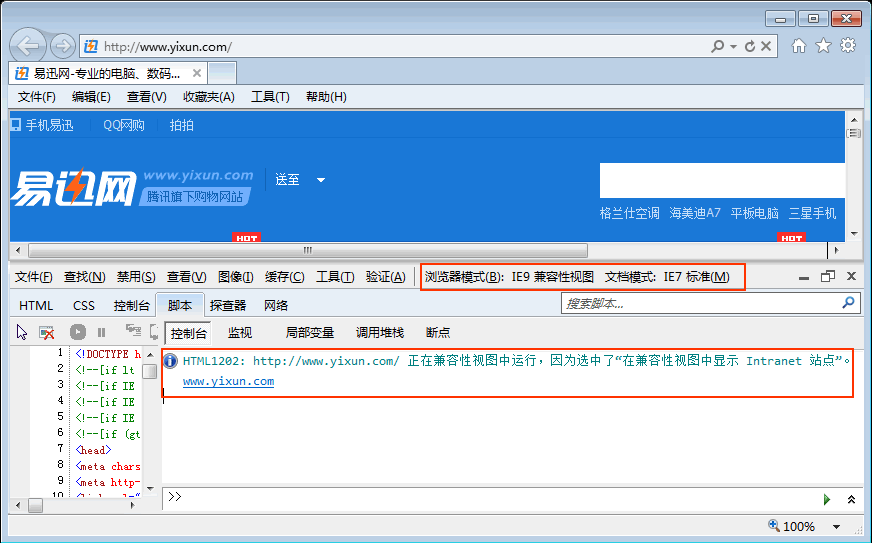 http://www.yixun.com/
易迅网-专业的电脑、数码...
文件(F) 编辑(E) 查看(V) 收藏夹(A) 工具(T) 帮助(H)
手机易迅 QQ网购 拍拍
易迅网 www.yixun.com 送至
腾讯旗下购物网站
格兰仕空调 海美迪A7 平板电脑 三星手机
HOT HOT
文件(F) 查找(N) 禁用(S) 查看(V) 图像(I) 缓存(C) 工具(T) 验证(A) 浏览器模式(B): IE9 兼容性视图 文档模式: IE7 标准(M)
HTML CSS 控制台 脚本 探查器 网络 搜索脚本...
控制台 监视 局部变量 调用堆栈 断点
1 <!DOCTYPE h
2 <!--[if lt
3 <!--[if IE
4 <!--[if IE
5 <!--[if IE
6 <!--[if (gt
7 <head>
8 <meta chars
9 <meta http-
10
HTML1202: http://www.yixun.com/ 正在兼容性视图中运行，因为选中了“在兼容性视图中显示 Intranet 站点”。
www.yixun.com
>>
100%